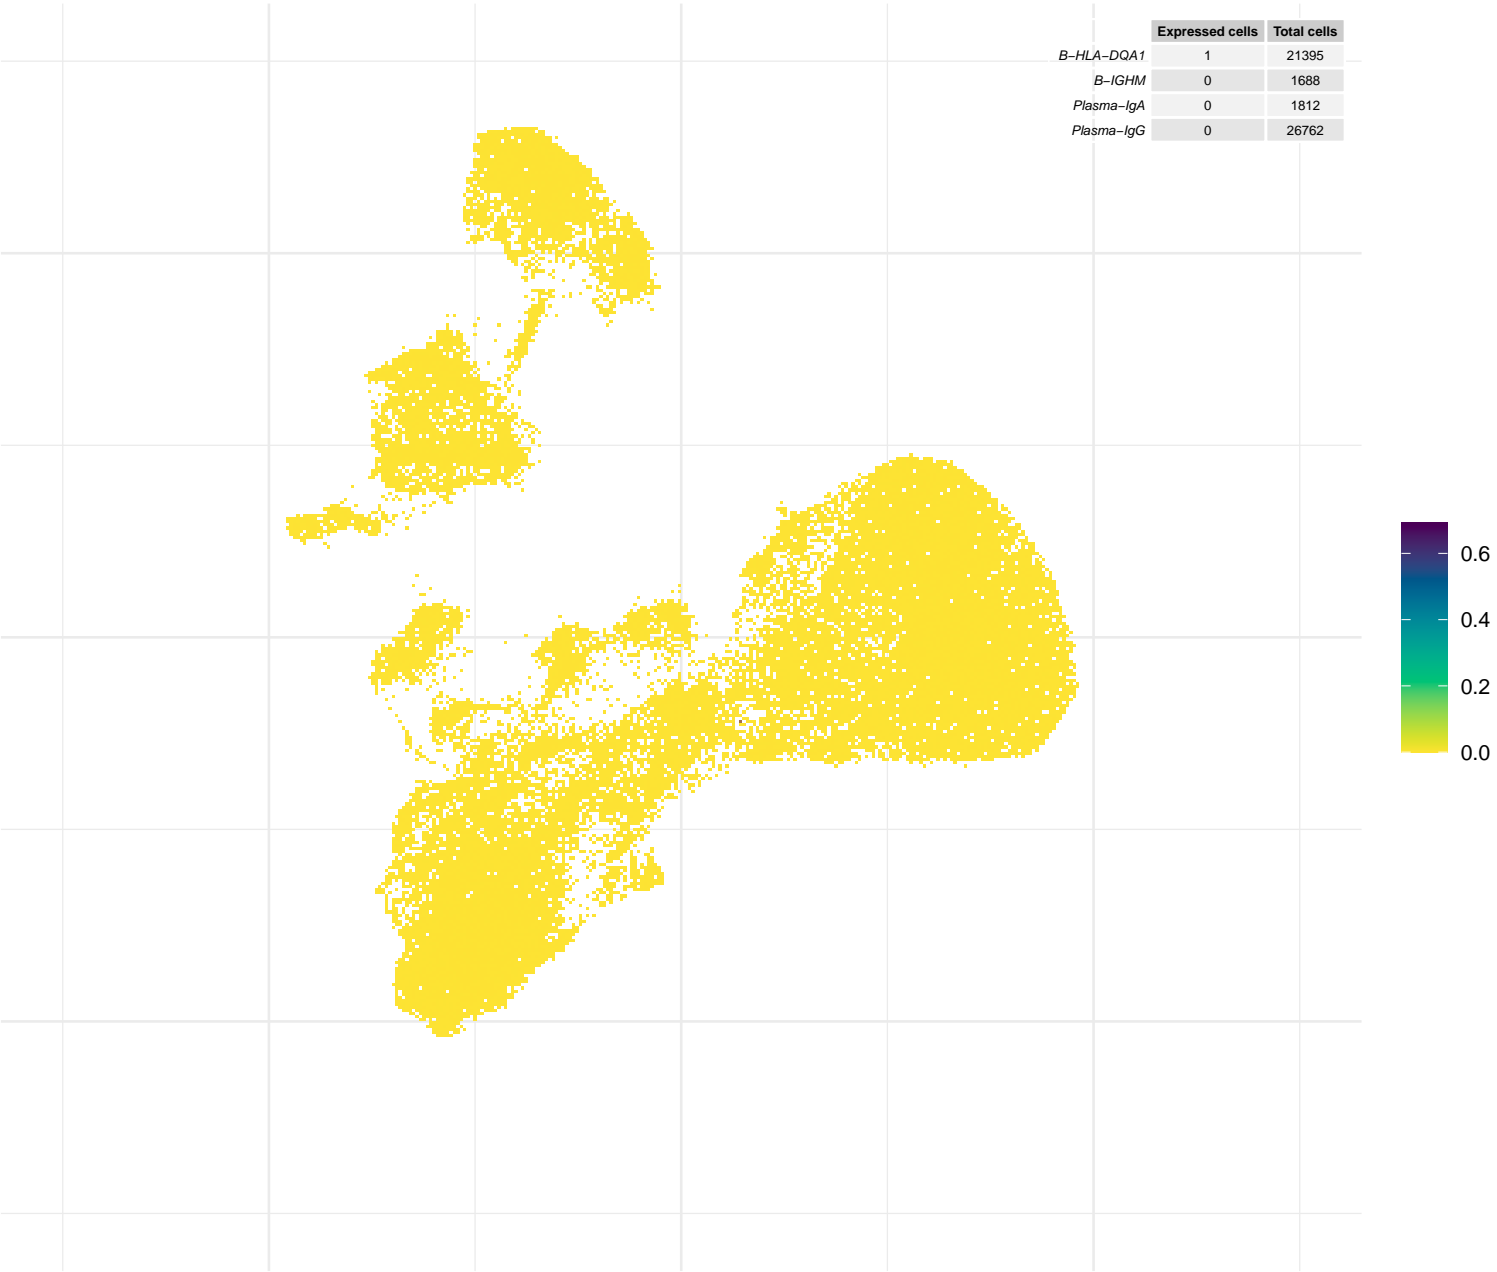 Expressed cells Total cells
B−HLA−DQA1 1 21395
B−IGHM 0 1688
Plasma−IgA 0 1812
Plasma−IgG 0 26762
0.6
0.4
0.2
0.0